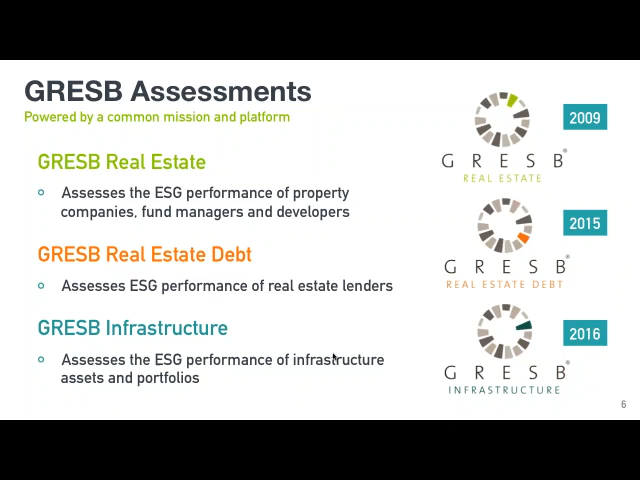 GRESB Assessments
Powered by a common mission and platform
GRESB Real Estate
Assesses the ESG performance of property
companies, fund managers and developers
GRESB Real Estate Debt
Assesses ESG performance of real estate lenders
GRESB Infrastructure
Assesses the ESG performance of infrastructure
assets and portfolios
2009
GRESB®
REAL ESTATE
2015
GRESB®
REAL ESTATE DEBT
2016
GRESB®
INFRASTRUCTURE
6